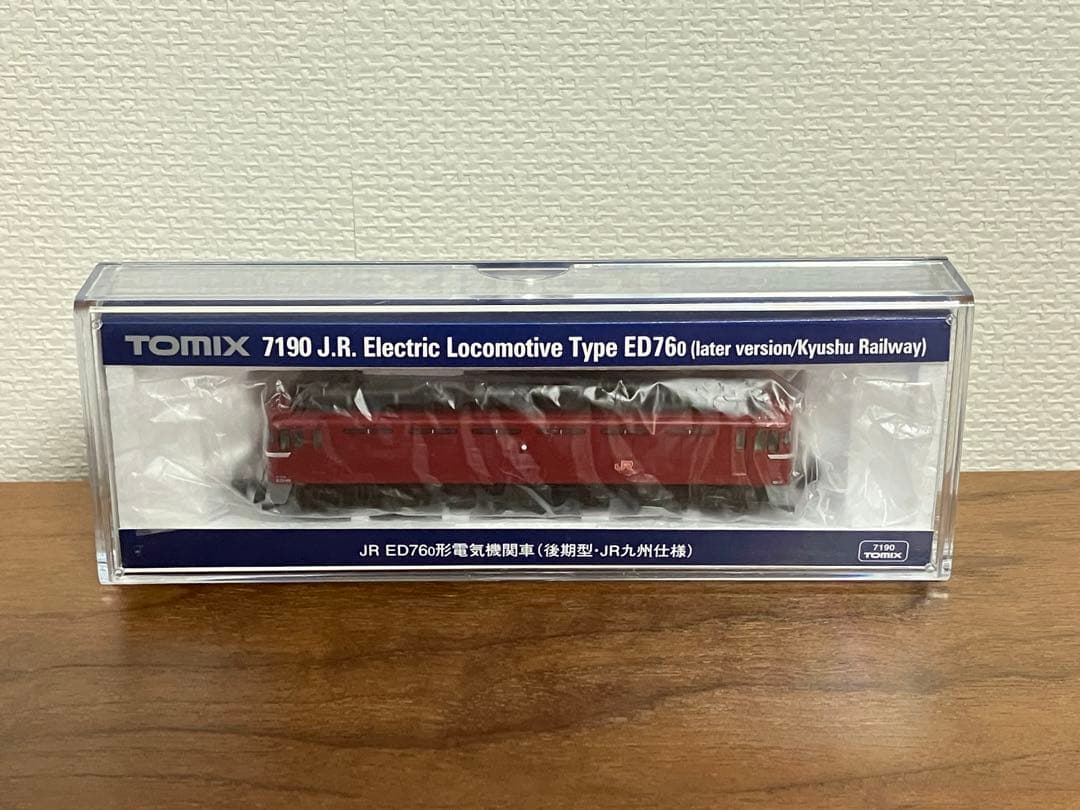 TOMIX 7190 J.R. Electric Locomotive Type ED760 (later version/Kyushu Railway)
JR
JR ED760形電気機関車(後期型・JR九州仕様)
7190
TOMIX